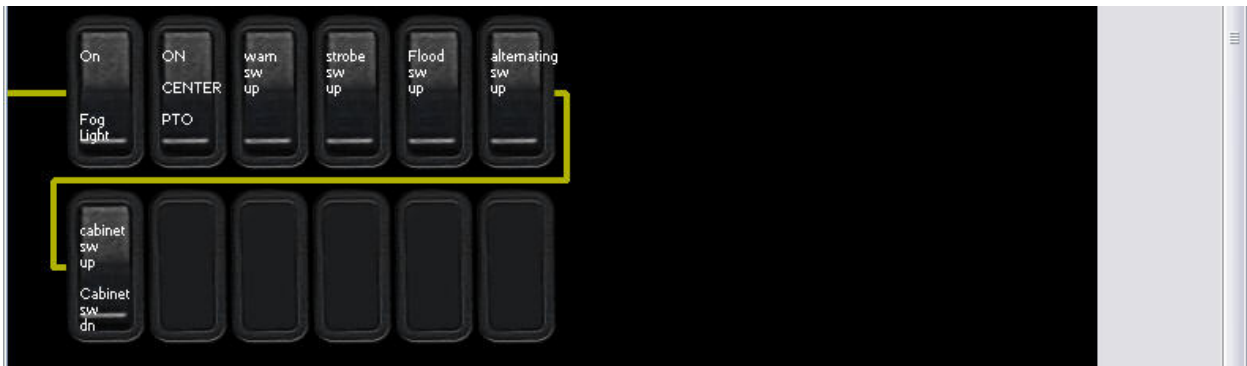 On
Fog
Light
ON
CENTER
PTO
warn
sw
up
strobe
sw
up
Flood
sw
up
alternating
sw
up
cabinet
sw
up
Cabinet
sw
dn